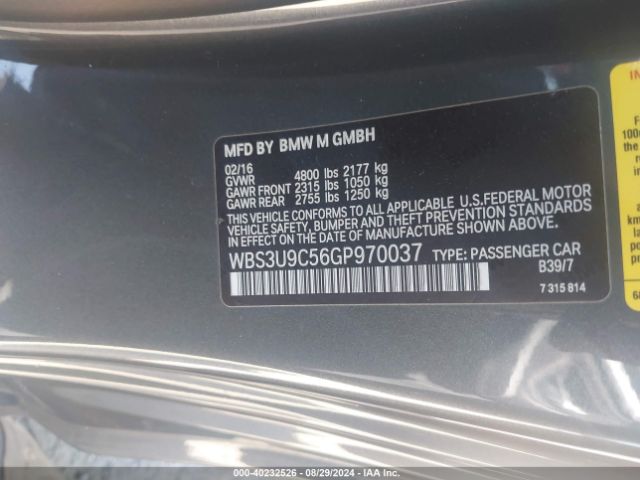 MFD BY BMW M GMBH
02/16
GVWR 4800 lbs 2177 kg
GAWR FRONT 2315 lbs 1050 kg
GAWR REAR 2755 lbs 1250 kg
THIS VEHICLE CONFORMS TO ALL APPLICABLE U.S.FEDERAL MOTOR
VEHICLE SAFETY, BUMPER, AND THEFT PREVENTION STANDARDS
IN EFFECT ON THE DATE OF MANUFACTURE SHOWN ABOVE.
WBS3U9C56GP970037 TYPE: PASSENGER CAR
B39/7
7 315 814
000-40232526 - 08/29/2024 - IAA Inc.